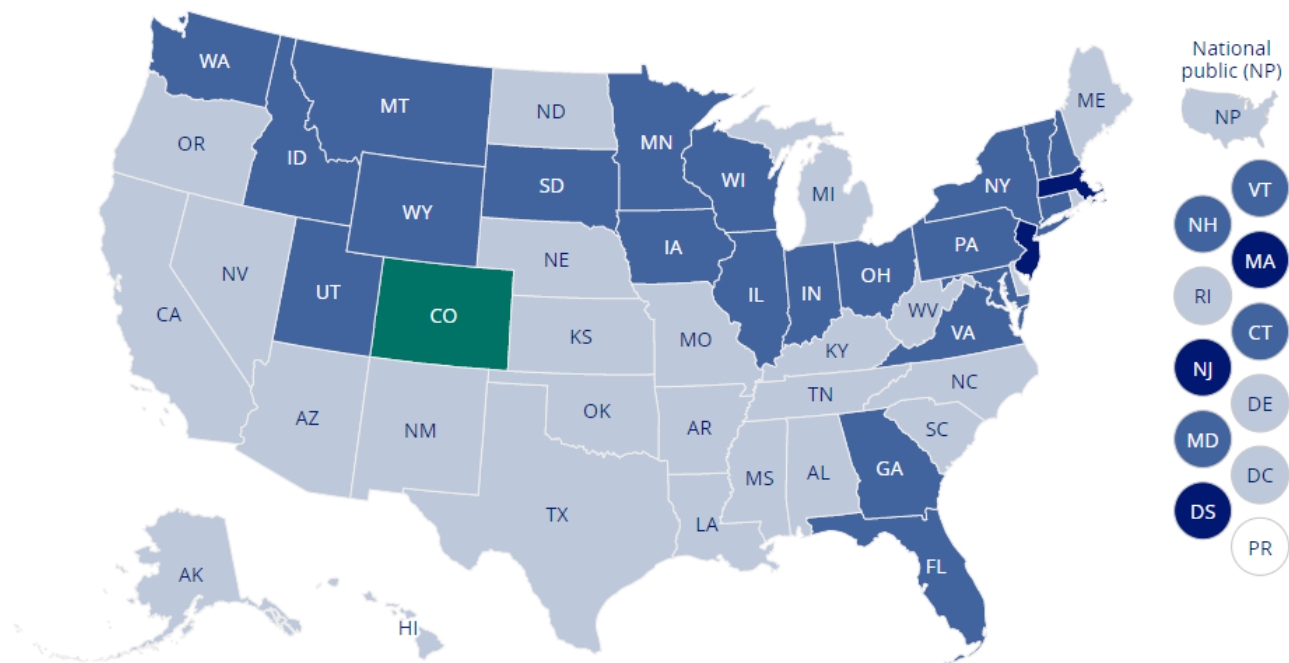 National
public (NP)
WA
MT
ND
ME
NP
OR
ID
MN
WI
SD
NY
VT
MI
WY
NH
IA
PA
NE
OH
MA
NV
UT
IL
IN
RI
CO
WV
CA
VA
CT
KS
MO
KY
NJ
NC
TN
DE
AZ
OK
NM
AR
SC
MD
GA
MS
AL
DC
TX
LA
DS
PR
FL
AK
HI